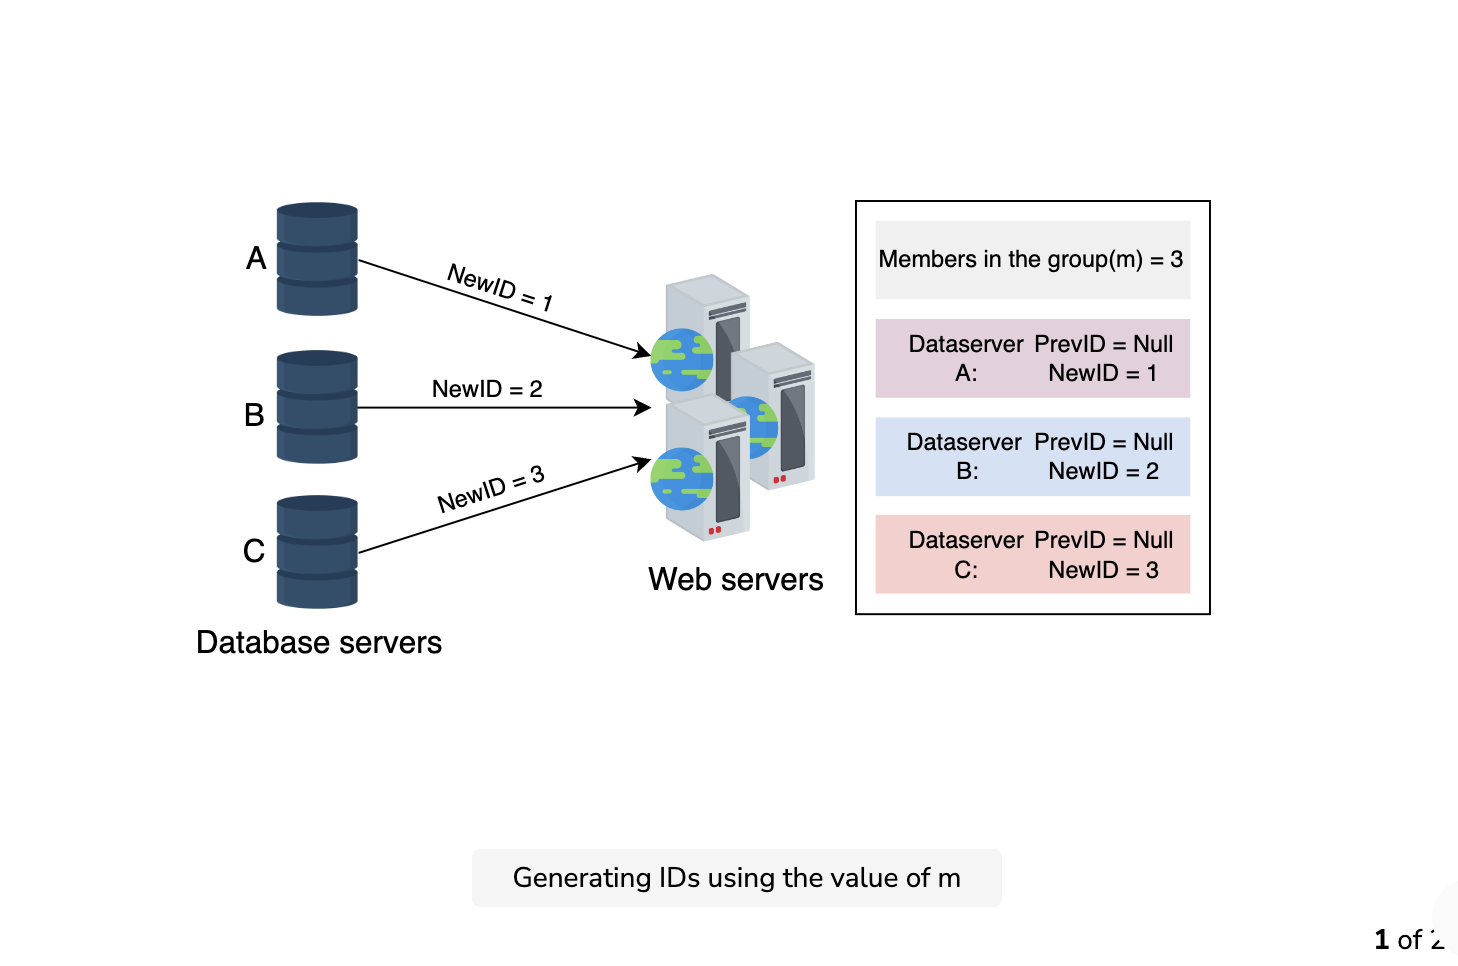 A
NewID = 1
B
NewID = 2
C
NewID = 3
Database servers
Web servers
Members in the group(m) = 3
Dataserver PrevID = Null
A: NewID = 1
Dataserver PrevID = Null
B: NewID = 2
Dataserver PrevID = Null
C: NewID = 3
Generating IDs using the value of m
1 of 2